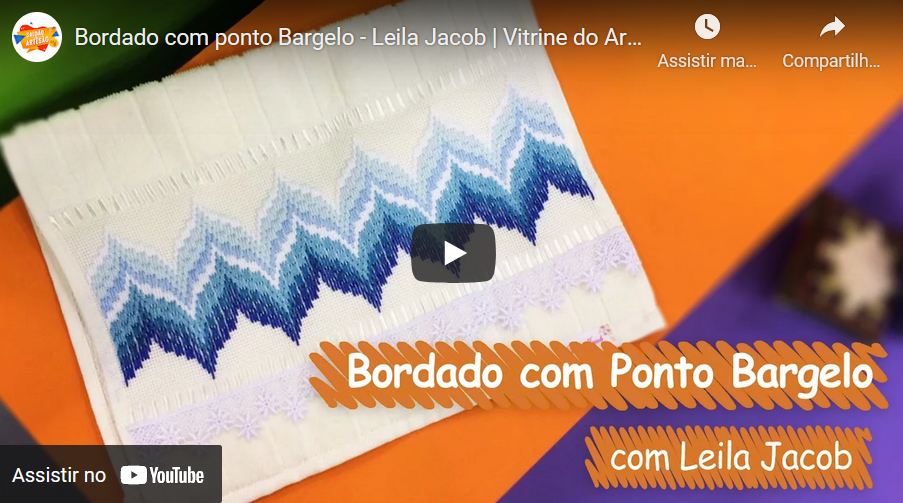 Bordado com ponto Bargelo - Leila Jacob | Vitrine do Ar...
Assistir ma...
Compartilh...
Bordado com Ponto Bargelo
com Leila Jacob
Assistir no YouTube